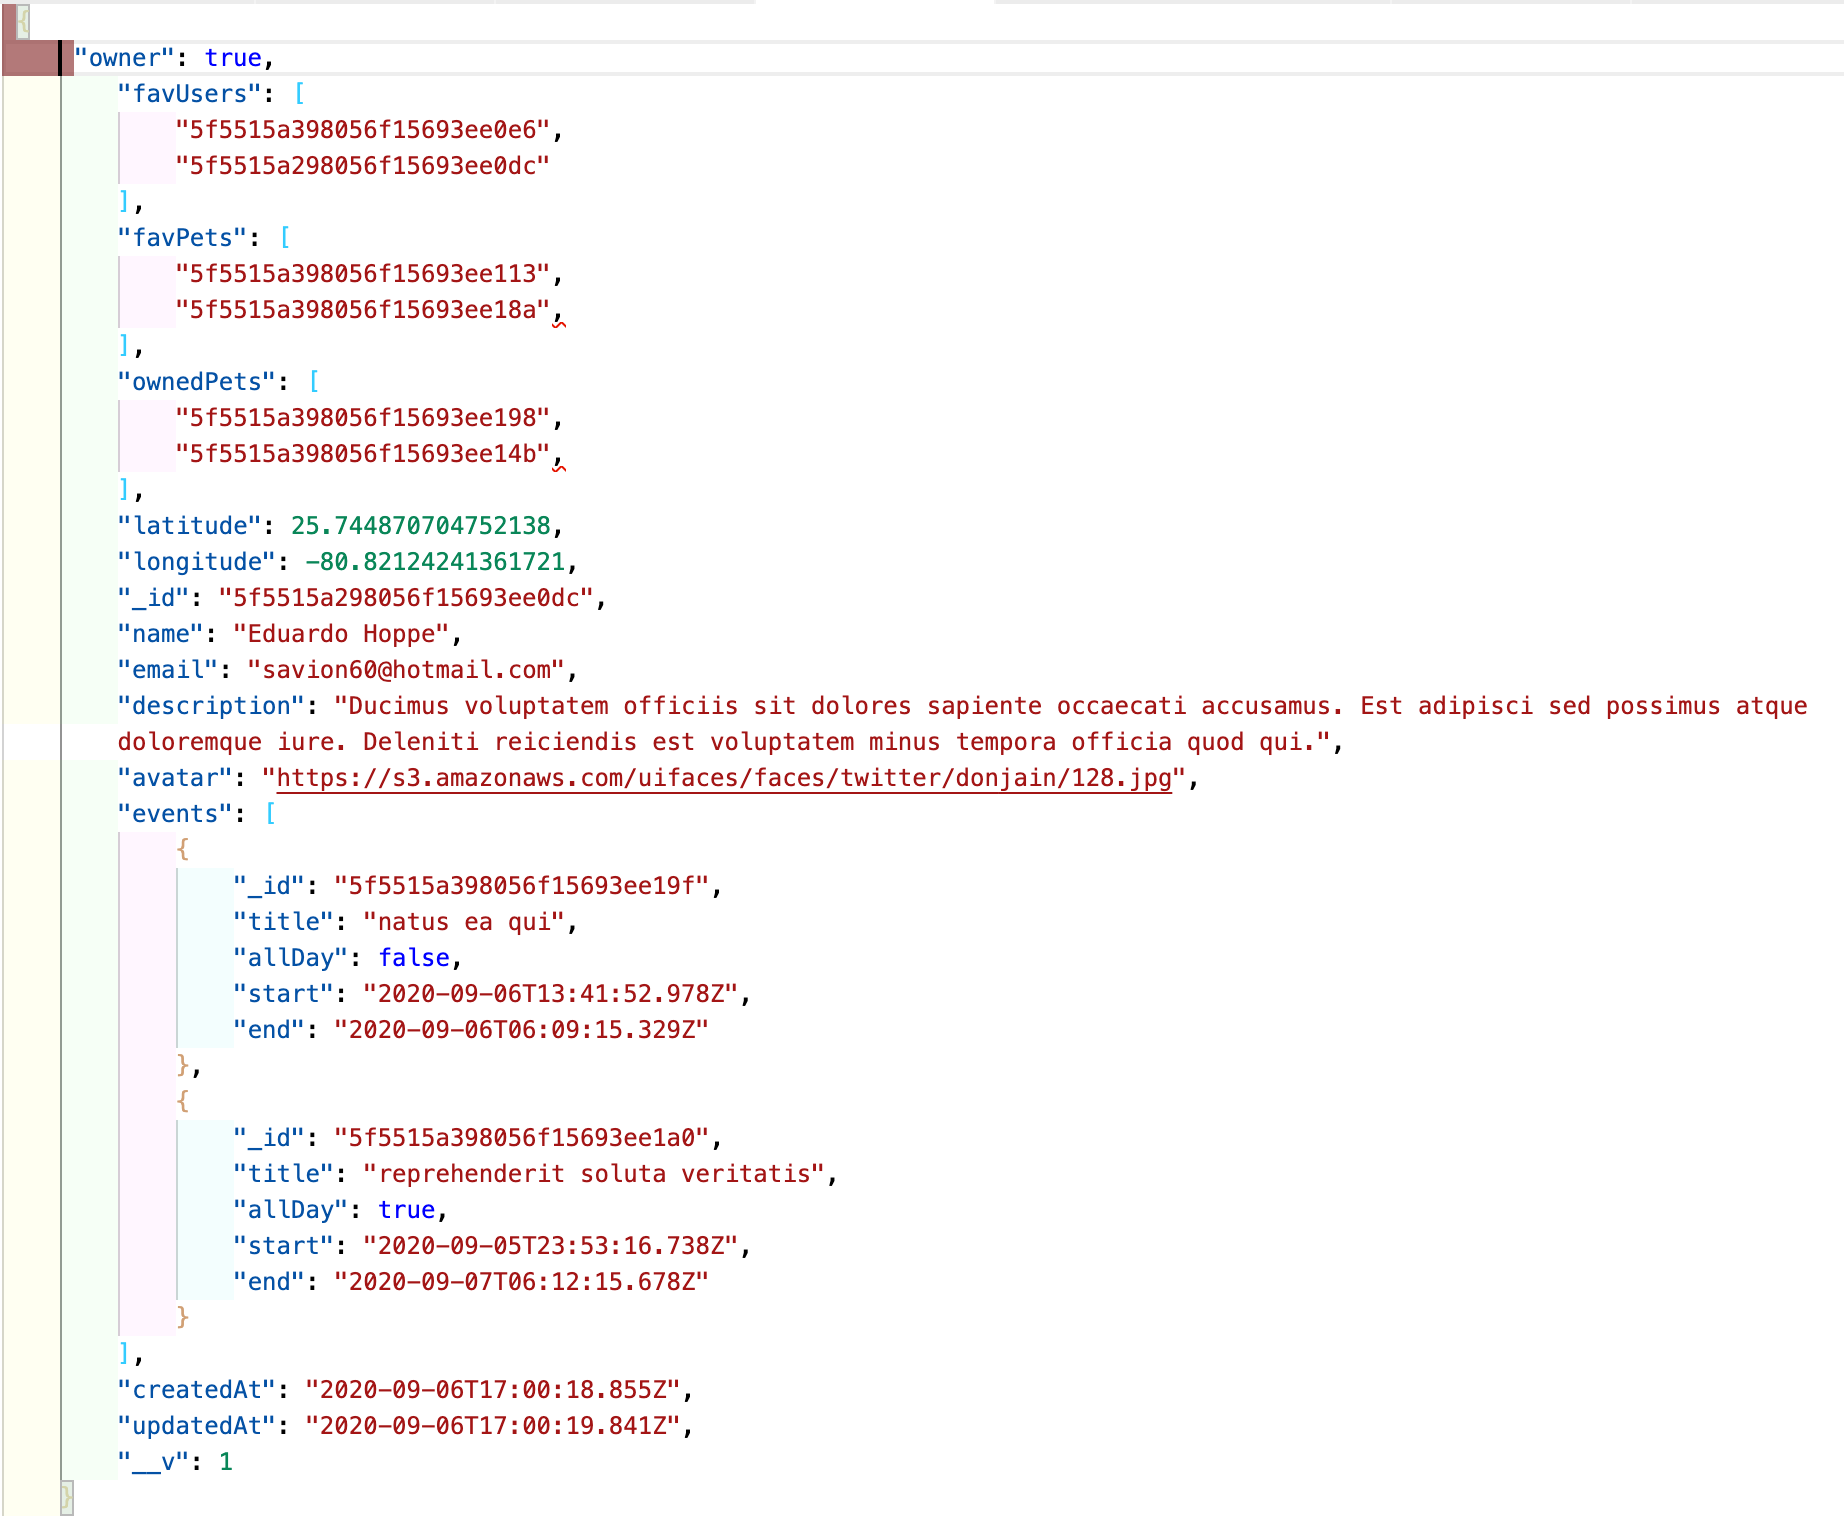 {
"owner": true,
"favUsers": [
"5f5515a398056f15693ee0e6",
"5f5515a298056f15693ee0dc"
],
"favPets": [
"5f5515a398056f15693ee113",
"5f5515a398056f15693ee18a",
],
"ownedPets": [
"5f5515a398056f15693ee198",
"5f5515a398056f15693ee14b",
],
"latitude": 25.744870704752138,
"longitude": -80.82124241361721,
"_id": "5f5515a298056f15693ee0dc",
"name": "Eduardo Hoppe",
"email": "savion60@hotmail.com",
"description": "Ducimus voluptatem officiis sit dolores sapiente occaecati accusamus. Est adipisci sed possimus atque
doloremque iure. Deleniti reiciendis est voluptatem minus tempora officia quod qui.",
"avatar": "https://s3.amazonaws.com/uifaces/faces/twitter/donjain/128.jpg",
"events": [
{
"_id": "5f5515a398056f15693ee19f",
"title": "natus ea qui",
"allDay": false,
"start": "2020-09-06T13:41:52.978Z",
"end": "2020-09-06T06:09:15.329Z"
},
{
"_id": "5f5515a398056f15693ee1a0",
"title": "reprehenderit soluta veritatis",
"allDay": true,
"start": "2020-09-05T23:53:16.738Z",
"end": "2020-09-07T06:12:15.678Z"
}
],
"createdAt": "2020-09-06T17:00:18.855Z",
"updatedAt": "2020-09-06T17:00:19.841Z",
"__v": 1
}